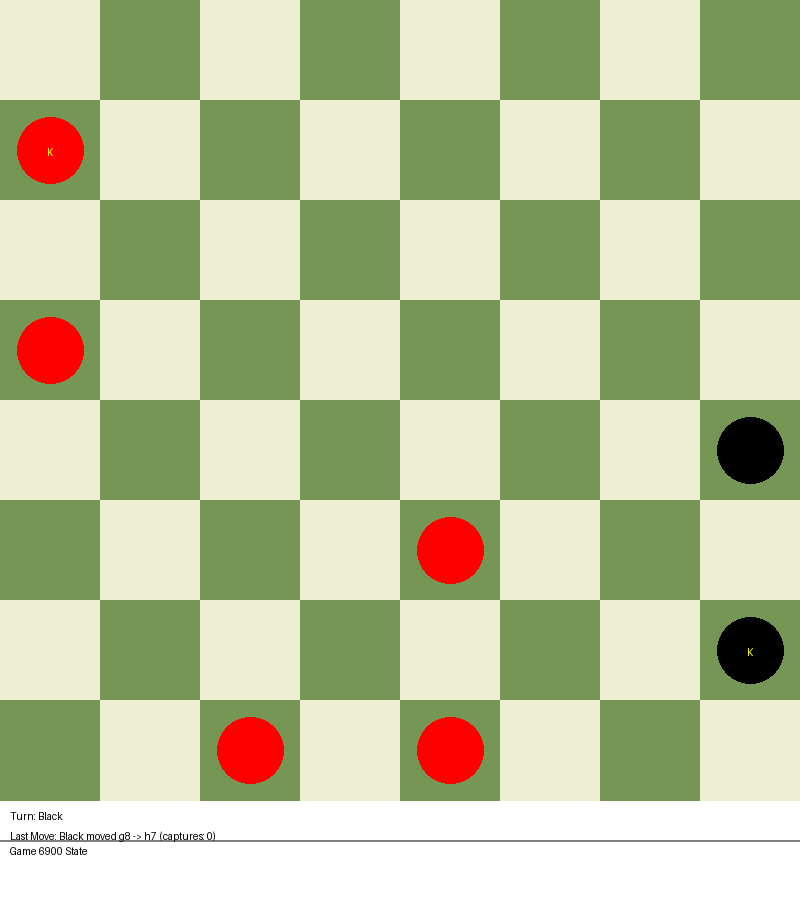 K
K
Turn: Black
Last Move: Black moved g8 -> h7 (captures: 0)
Game 6900 State